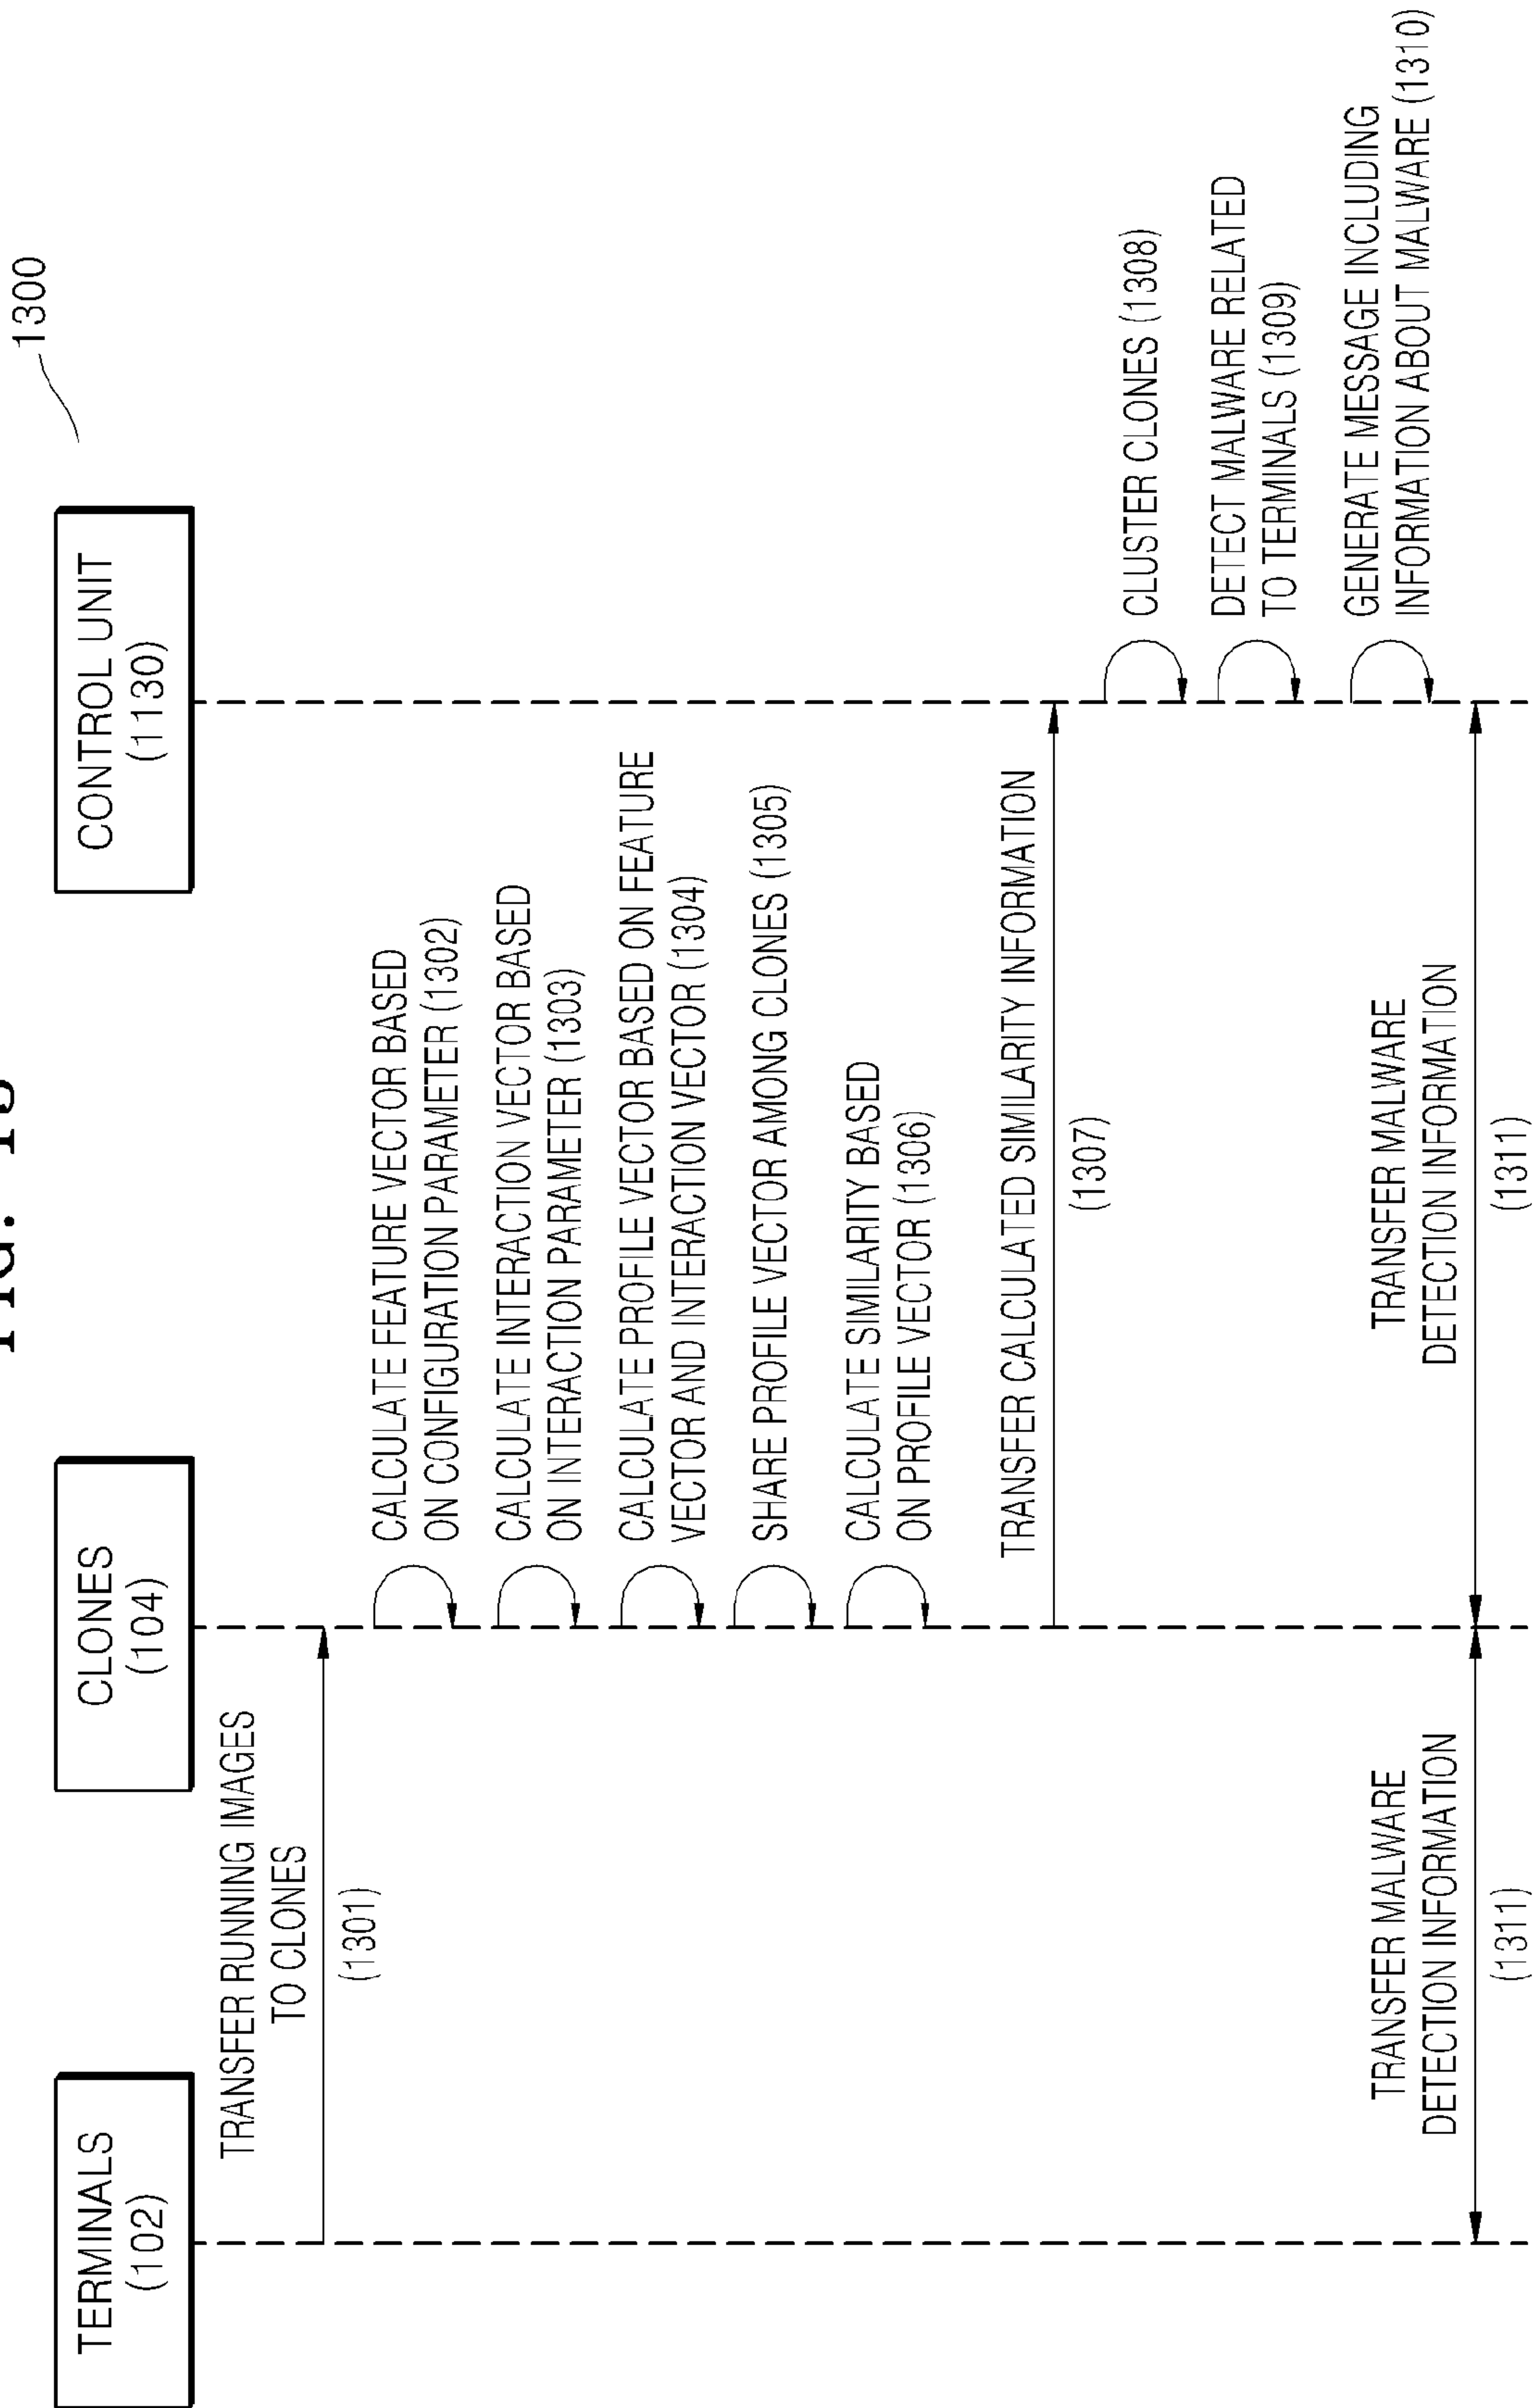 FIG. 13
1300
TERMINALS
(102)
CLONES
(104)
CONTROL UNIT
(1130)
TRANSFER RUNNING IMAGES
TO CLONES
(1301)
CALCULATE FEATURE VECTOR BASED
ON CONFIGURATION PARAMETER (1302)
CALCULATE INTERACTION VECTOR BASED
ON INTERACTION PARAMETER (1303)
CALCULATE PROFILE VECTOR BASED ON FEATURE
VECTOR AND INTERACTION VECTOR (1304)
SHARE PROFILE VECTOR AMONG CLONES (1305)
CALCULATE SIMILARITY BASED
ON PROFILE VECTOR (1306)
TRANSFER CALCULATED SIMILARITY INFORMATION
(1307)
CLUSTER CLONES (1308)
DETECT MALWARE RELATED
TO TERMINALS (1309)
GENERATE MESSAGE INCLUDING
INFORMATION ABOUT MALWARE (1310)
TRANSFER MALWARE
DETECTION INFORMATION
(1311)
TRANSFER MALWARE
DETECTION INFORMATION
(1311)